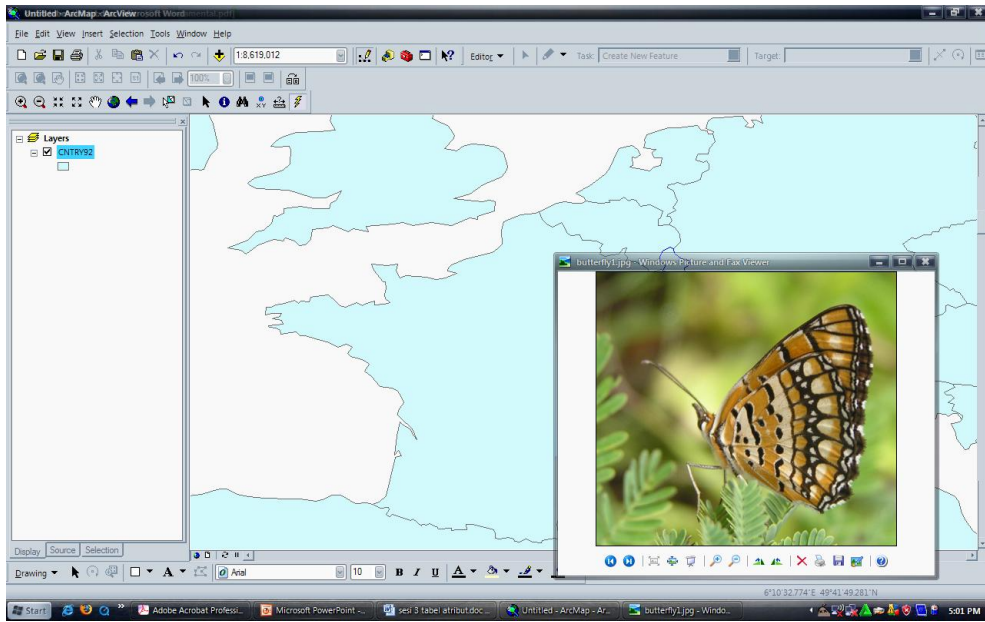 Untitled - ArcMap - ArcView
File Edit View Insert Selection Tools Window Help
1:8,619,012 Editor Task: Create New Feature Target:
100%
XY
Layers
CNTRY92
butterfly1.jpg - Windows Picture and Fax Viewer
Display Source Selection
Drawing A Arial 10 B I U A
6°10'32.774"E 49°41'49.281"N
Start Adobe Acrobat Professi... Microsoft PowerPoint -... sesi 3 tabel atribut.doc ... Untitled - ArcMap - Ar... butterfly1.jpg - Windo... 5:01 PM